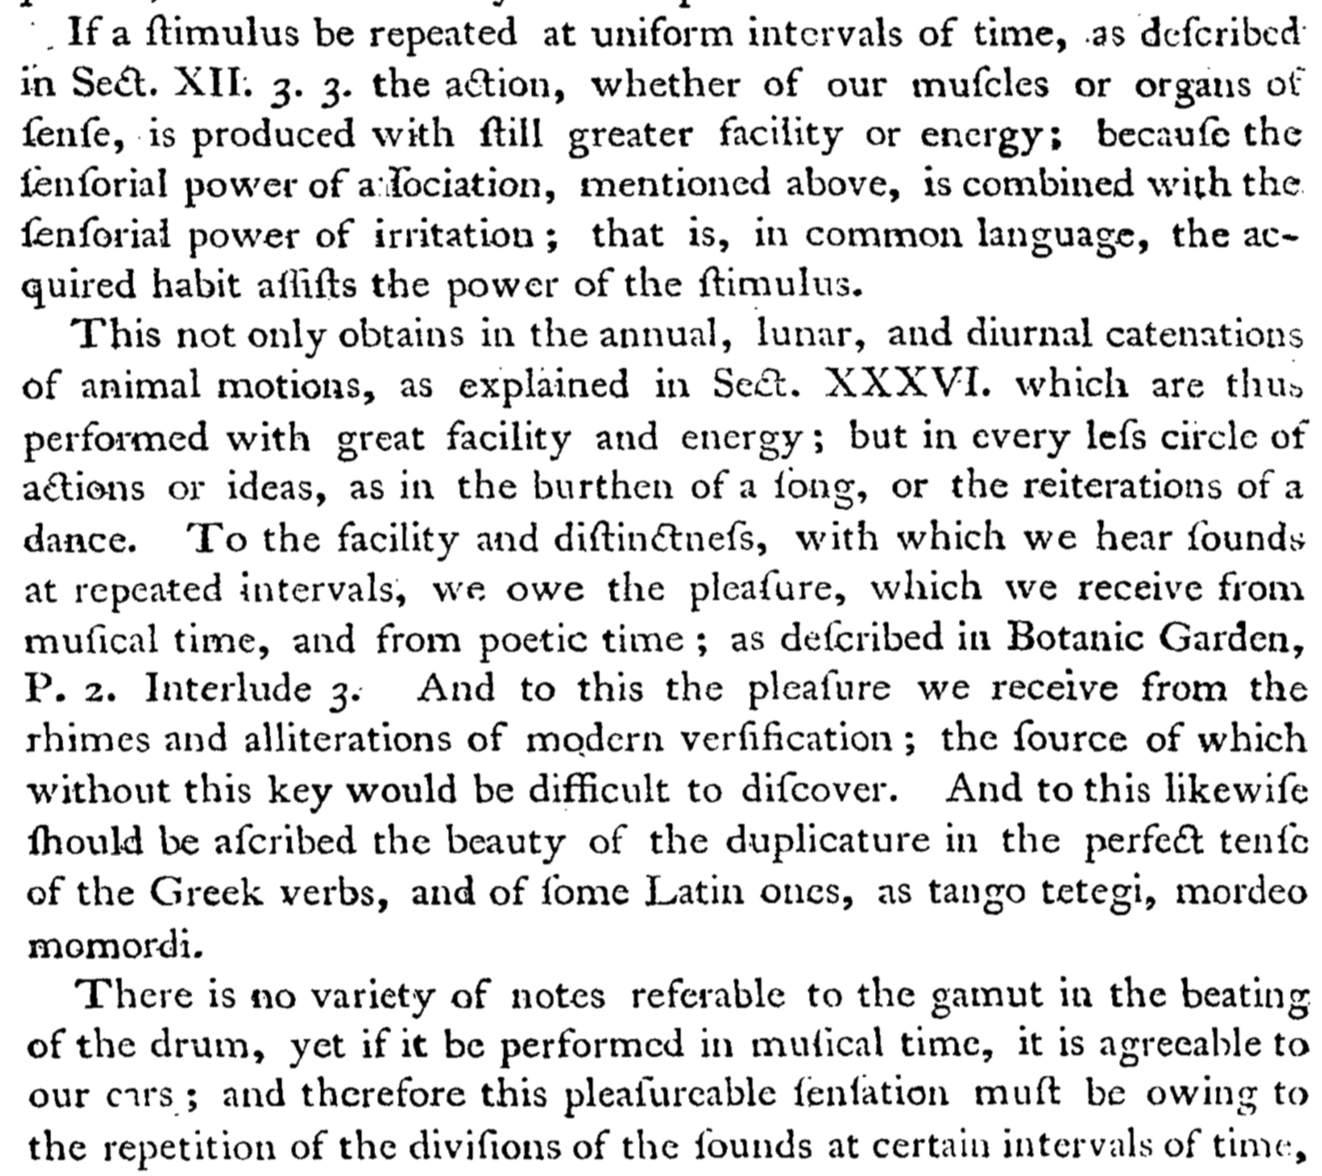 If a ſtimulus be repeated at uniform intervals of time, as deſcribed
in Sect. XII. 3. 3. the action, whether of our muſcles or organs of
ſenſe, is produced with ſtill greater facility or energy; becauſe the
ſenſorial power of aſſociation, mentioned above, is combined with the
ſenſorial power of irritation; that is, in common language, the ac-
quired habit aſſiſts the power of the ſtimulus.
This not only obtains in the annual, lunar, and diurnal catenations
of animal motions, as explained in Sect. XXXVI. which are thus
performed with great facility and energy; but in every leſs circle of
actions or ideas, as in the burthen of a ſong, or the reiterations of a
dance. To the facility and diſtinctneſs, with which we hear ſounds
at repeated intervals, we owe the pleaſure, which we receive from
muſical time, and from poetic time; as deſcribed in Botanic Garden,
P. 2. Interlude 3. And to this the pleaſure we receive from the
rhimes and alliterations of modern verſification; the ſource of which
without this key would be difficult to diſcover. And to this likewiſe
ſhould be aſcribed the beauty of the duplicature in the perfect tenſe
of the Greek verbs, and of ſome Latin ones, as tango tetegi, mordeo
momordi.
There is no variety of notes referable to the gamut in the beating
of the drum, yet if it be performed in muſical time, it is agreeable to
our ears; and therefore this pleaſureable ſenſation muſt be owing to
the repetition of the diviſions of the ſounds at certain intervals of time,